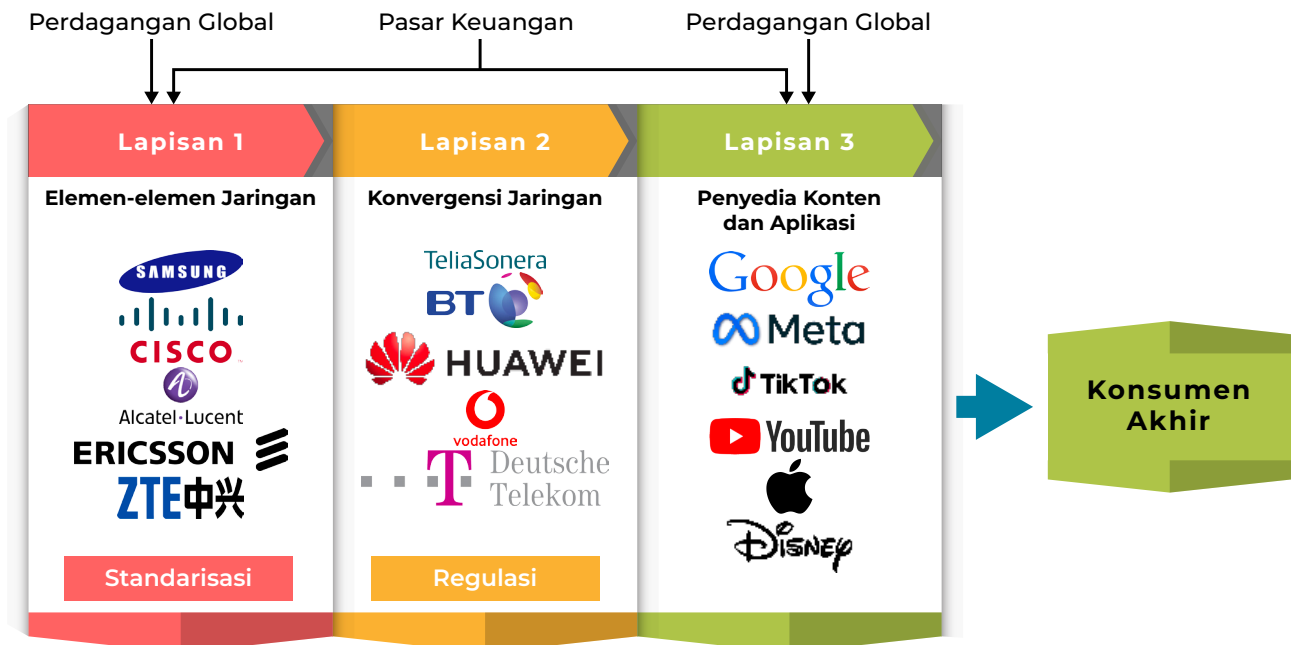 Perdagangan Global
Pasar Keuangan
Perdagangan Global
Lapisan 1
Lapisan 2
Lapisan 3
Elemen-elemen Jaringan
SAMSUNG
CISCO
Alcatel·Lucent
ERICSSON
ZTE中兴
Standarisasi
Konvergensi Jaringan
TeliaSonera
BT
HUAWEI
vodafone
T Deutsche
Telekom
Regulasi
Penyedia Konten
dan Aplikasi
Google
Meta
TikTok
YouTube
Disney
Konsumen
Akhir